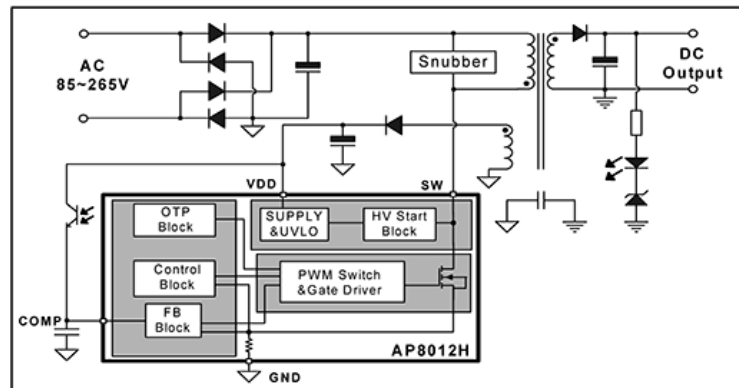 AC
85~265V
Snubber
DC
Output
VDD
SW
OTP
Block
SUPPLY
&UVLO
HV Start
Block
Control
Block
PWM Switch
&Gate Driver
COMP
FB
Block
AP8012H
GND